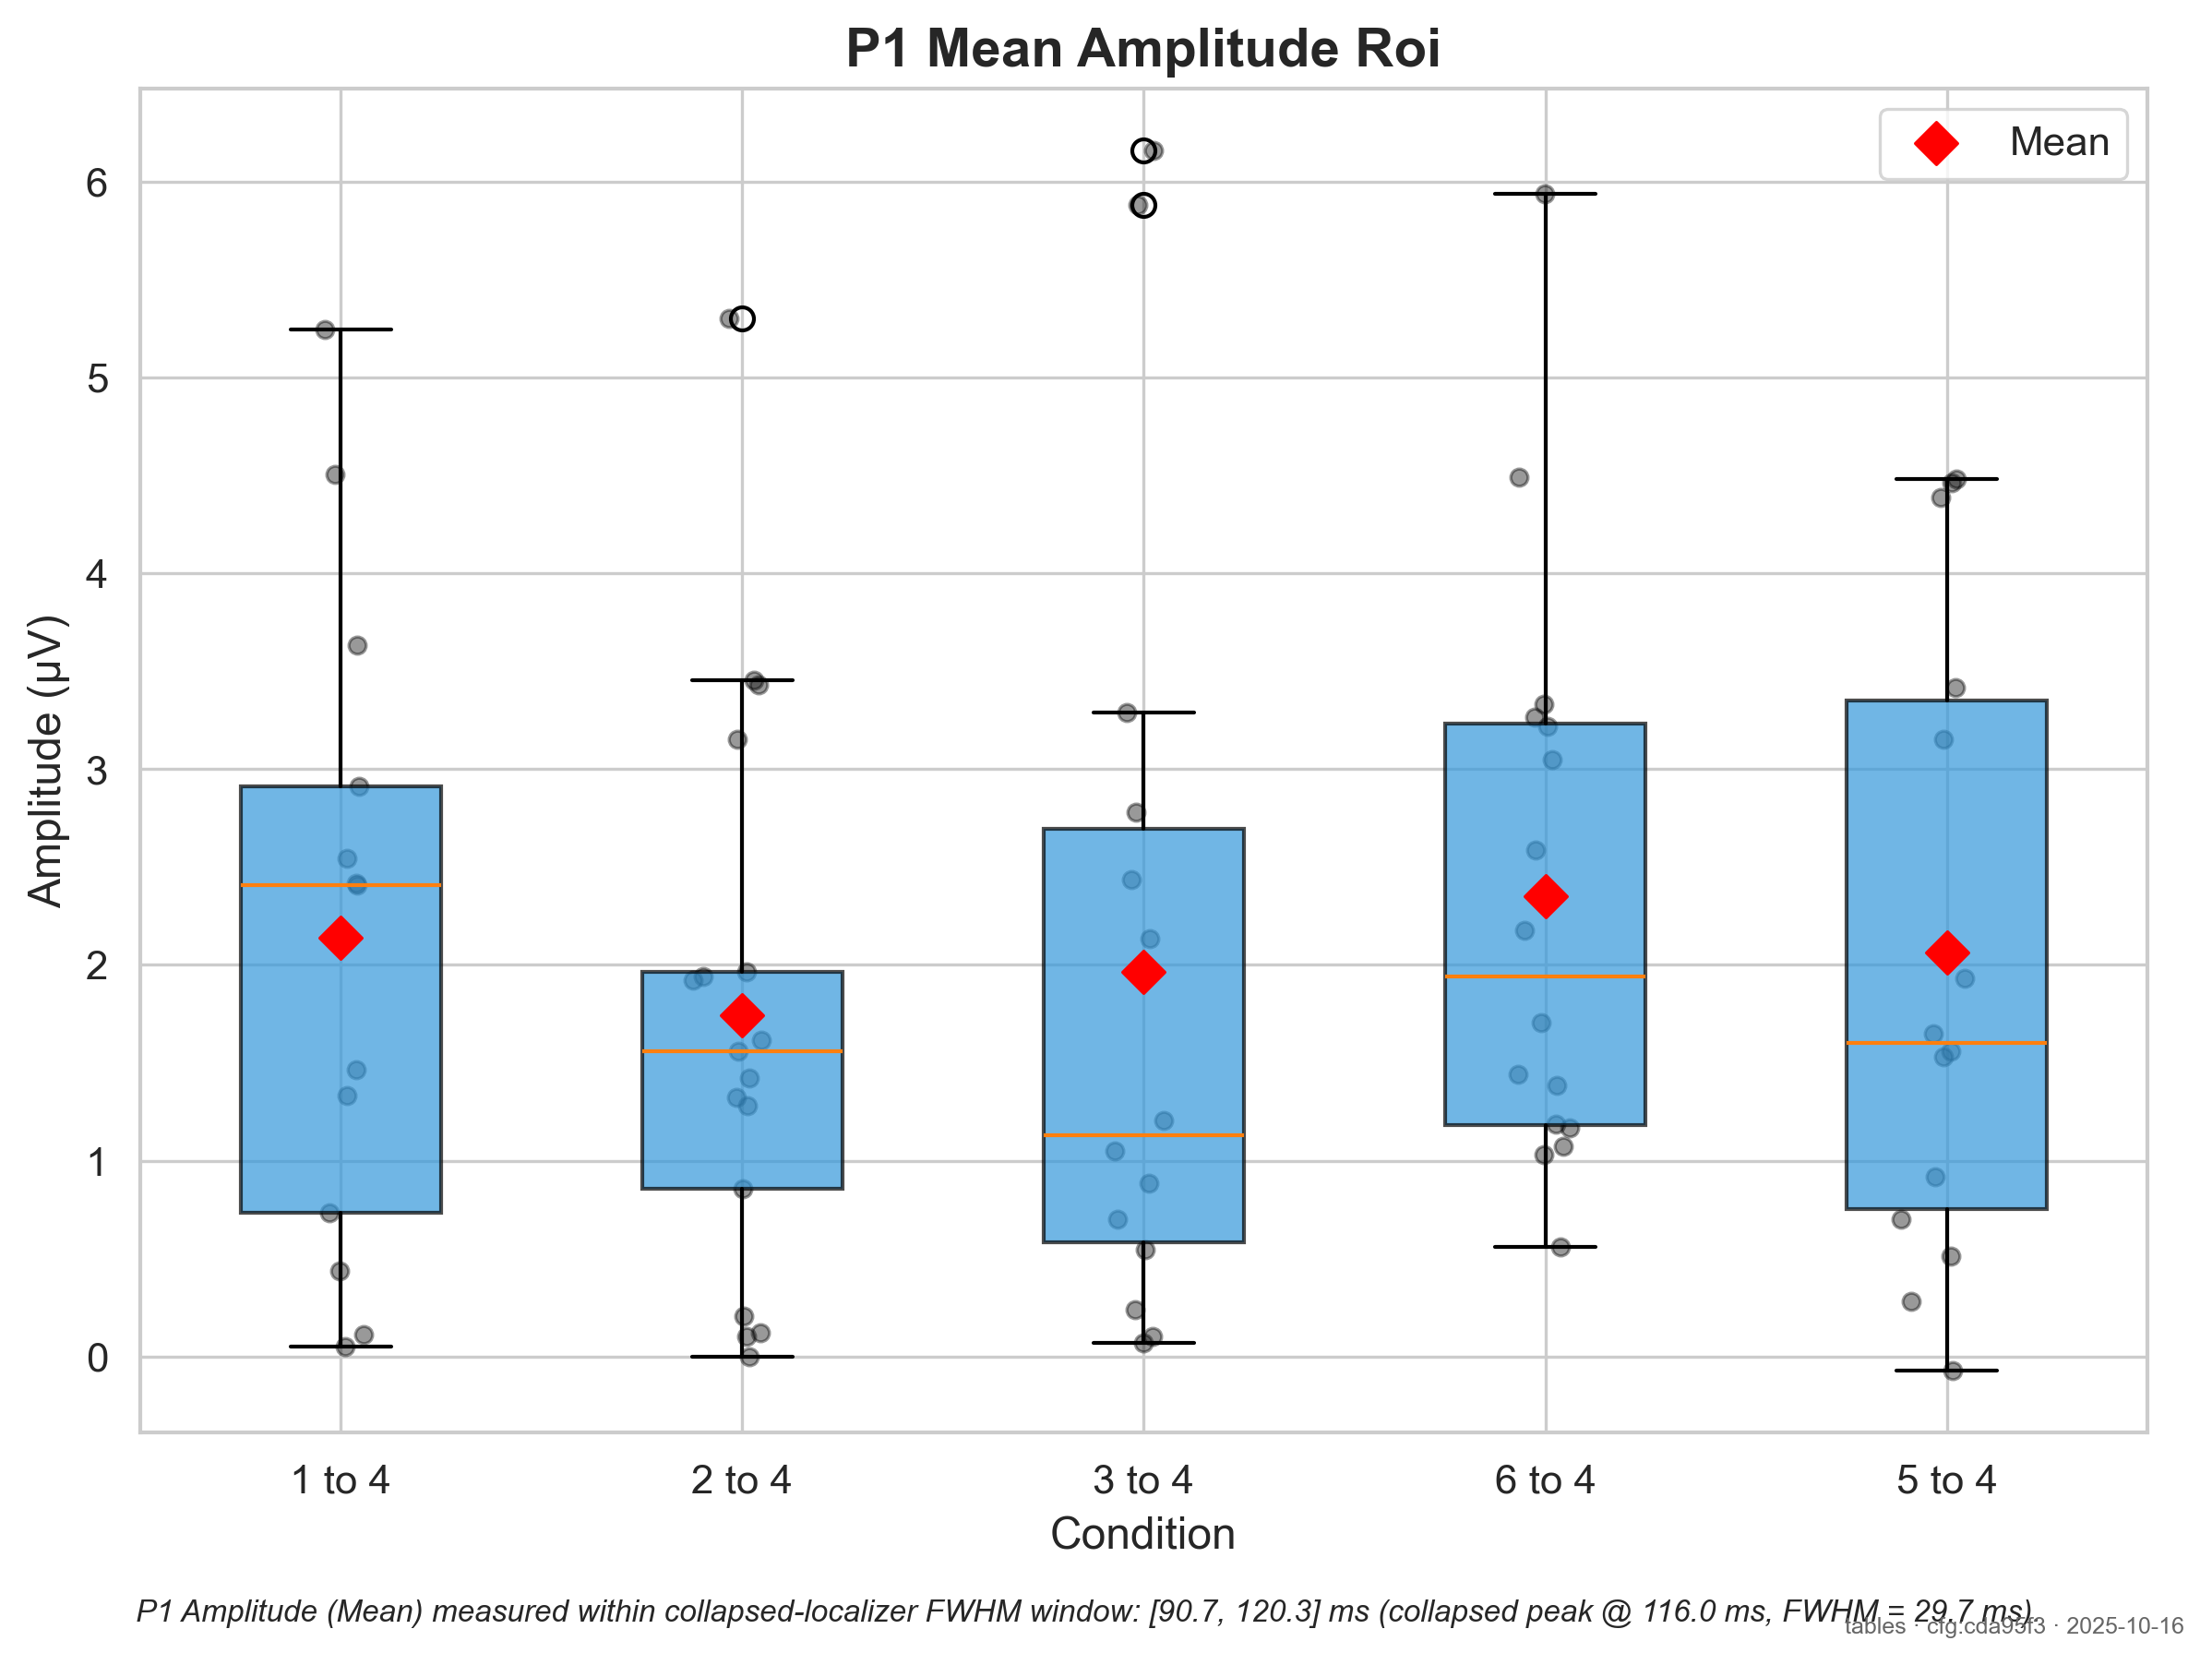 P1 Mean Amplitude Roi
Mean
6
5
4
3
2
1
0
Amplitude (µV)
1 to 4
2 to 4
3 to 4
6 to 4
5 to 4
Condition
P1 Amplitude (Mean) measured within collapsed-localizer FWHM window: [90.7, 120.3] ms (collapsed peak @ 116.0 ms, FWHM = 29.7 ms).
tables · cfg:cda95f3 · 2025-10-16